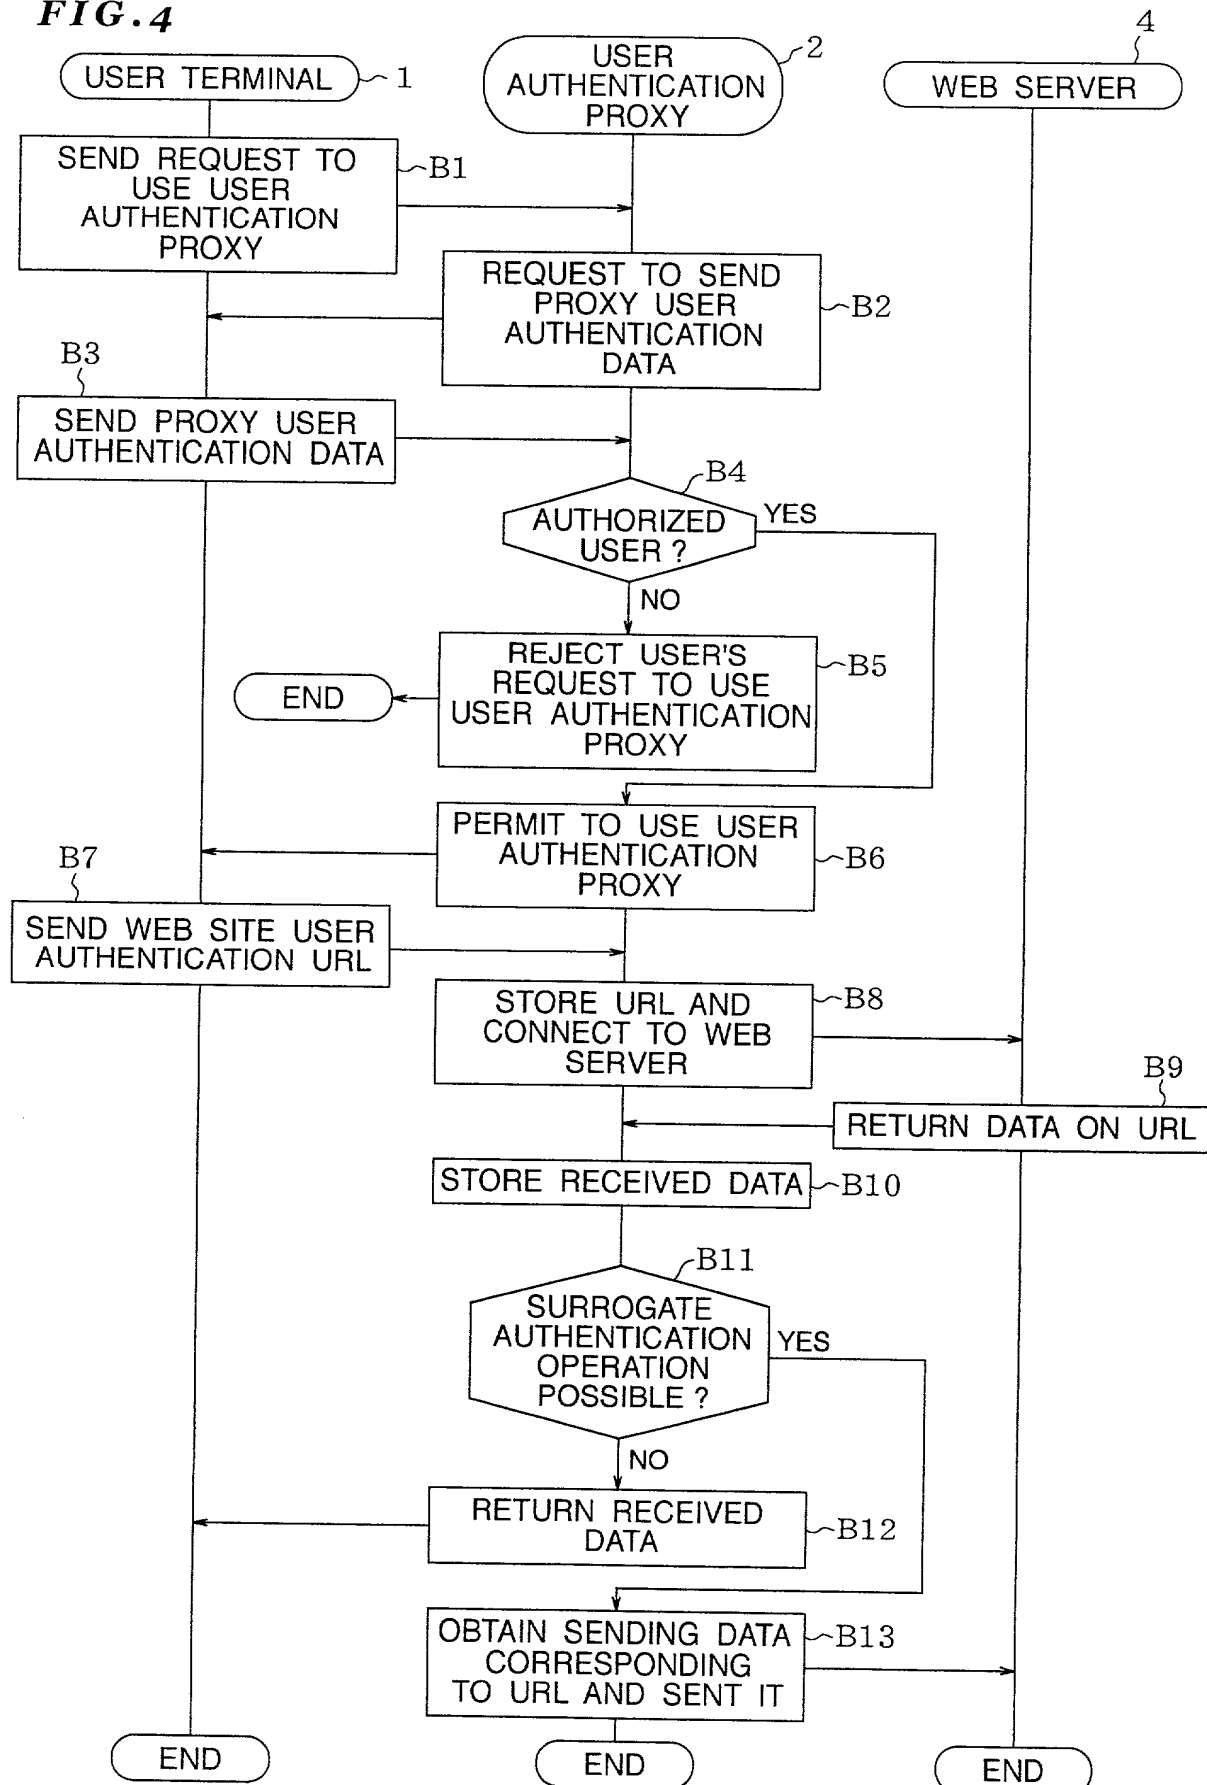 FIG.4
USER TERMINAL
1
USER
AUTHENTICATION
PROXY
2
4
WEB SERVER
SEND REQUEST TO
USE USER
AUTHENTICATION
PROXY
B1
REQUEST TO SEND
PROXY USER
AUTHENTICATION
DATA
B2
B3
SEND PROXY USER
AUTHENTICATION DATA
B4
AUTHORIZED
USER ?
YES
NO
REJECT USER'S
REQUEST TO USE
USER AUTHENTICATION
PROXY
B5
END
PERMIT TO USE USER
AUTHENTICATION
PROXY
B6
B7
SEND WEB SITE USER
AUTHENTICATION URL
STORE URL AND
CONNECT TO WEB
SERVER
B8
B9
RETURN DATA ON URL
STORE RECEIVED DATA
B10
B11
SURROGATE
AUTHENTICATION
OPERATION
POSSIBLE ?
YES
NO
RETURN RECEIVED
DATA
B12
OBTAIN SENDING DATA
CORRESPONDING
TO URL AND SENT IT
B13
END
END
END